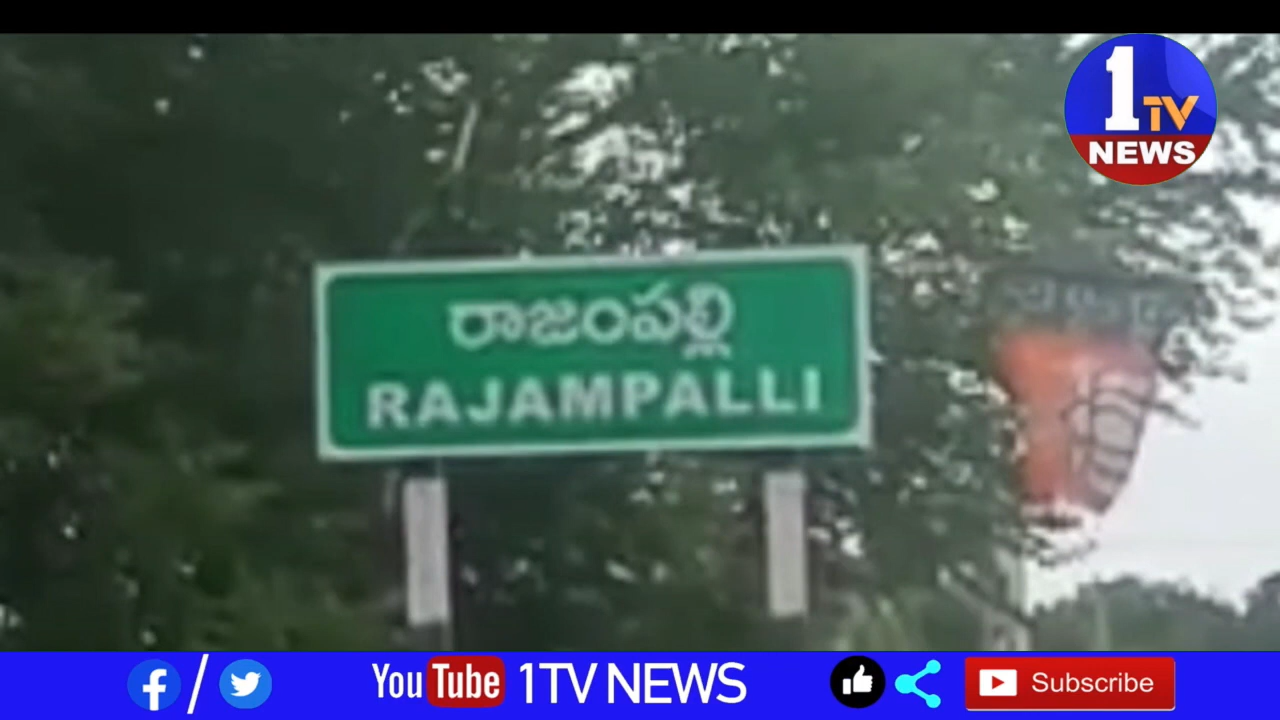 1TV
NEWS
రాజంపల్లి
RAJAMPALLI
YouTube 1TV NEWS
Subscribe